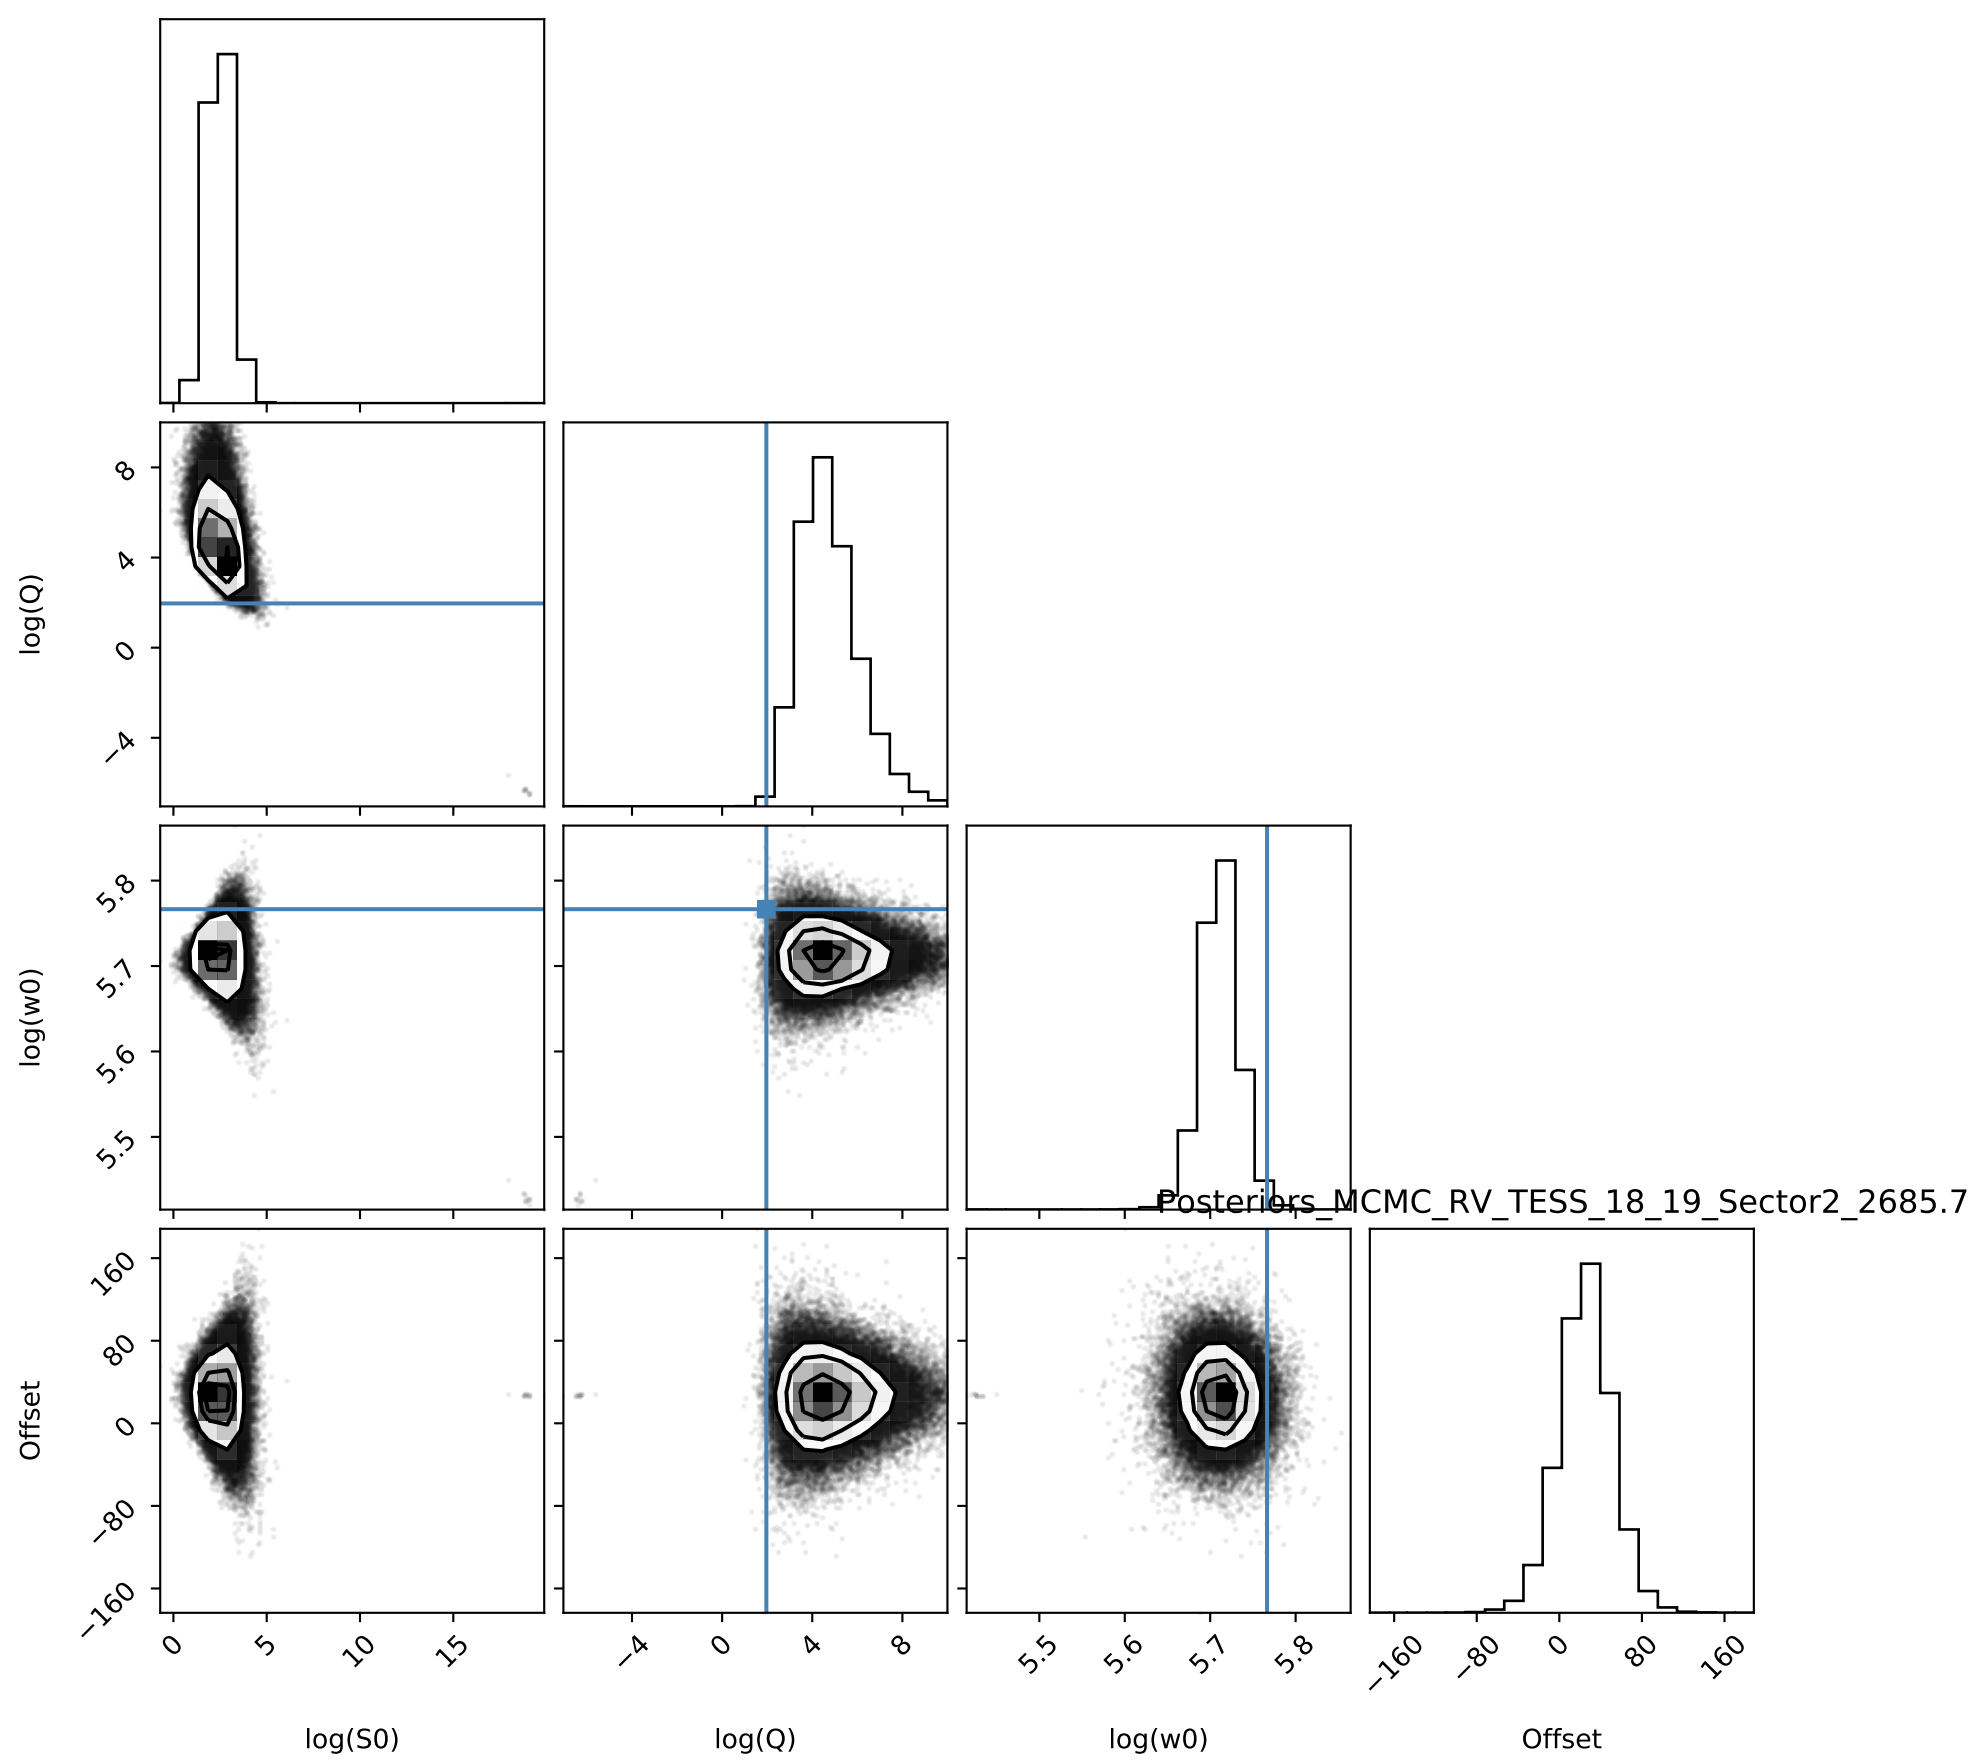 8
4
0
−4
log(Q)
5.8
5.7
5.6
5.5
log(w0)
Posteriors_MCMC_RV_TESS_18_19_Sector2_2685.7
160
80
0
−80
−160
Offset
0 5 10 15 −4 0 4 8 5.5 5.6 5.7 5.8 −160 −80 0 80 160
log(S0) log(Q) log(w0) Offset